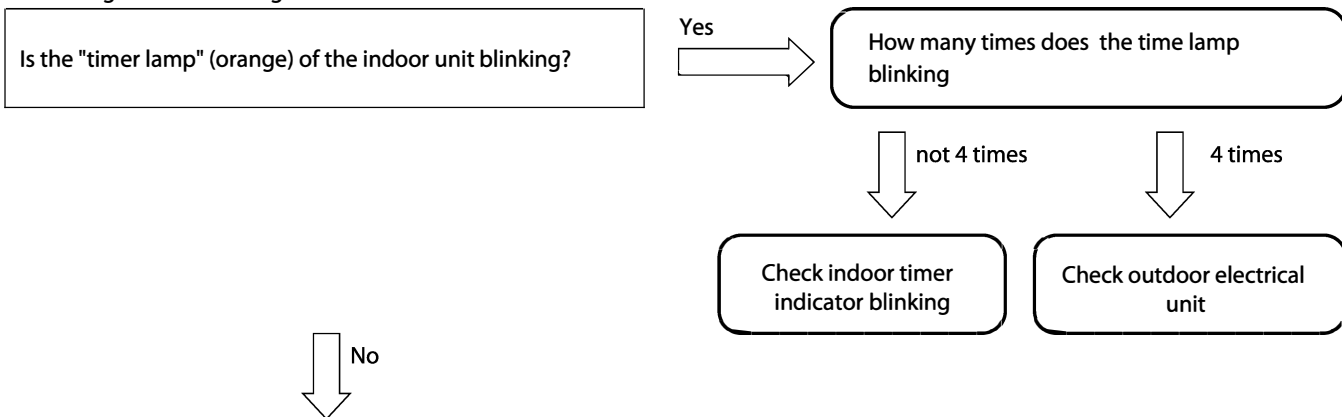 Is the "timer lamp" (orange) of the indoor unit blinking?
Yes
How many times does the time lamp
blinking
not 4 times
4 times
Check indoor timer
indicator blinking
Check outdoor electrical
unit
No